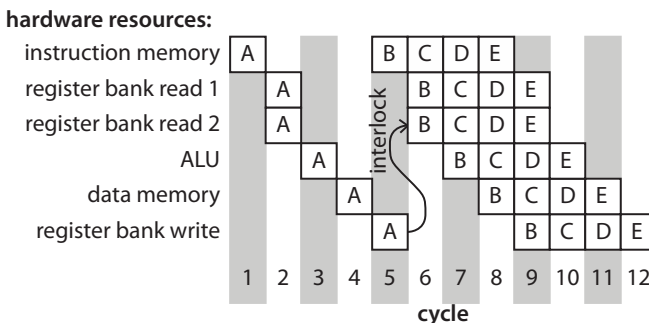 hardware resources:
instruction memory A B C D E
register bank read 1 A B C D E
register bank read 2 A B C D E
ALU A B C D E
data memory A B C D E
register bank write A B C D E
interlock
1 2 3 4 5 6 7 8 9 10 11 12
cycle